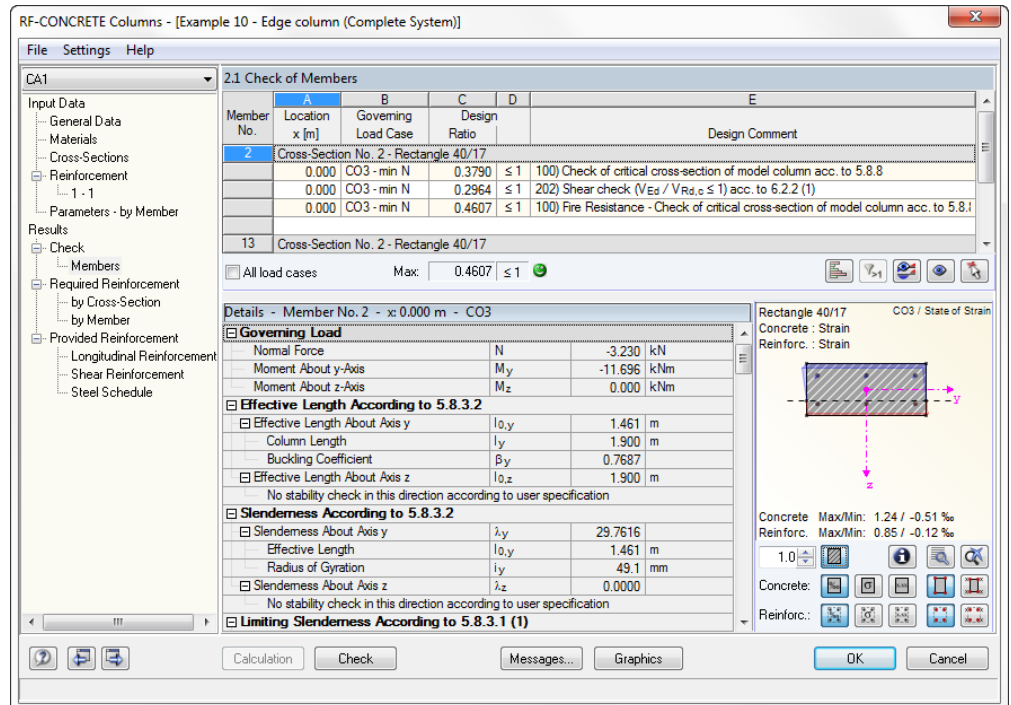 RF-CONCRETE Columns - [Example 10 - Edge column (Complete System)]
File Settings Help
CA1
Input Data
General Data
Materials
Cross-Sections
Reinforcement
1 - 1
Parameters - by Member
Results
Check
Members
Required Reinforcement
by Cross-Section
by Member
Provided Reinforcement
Longitudinal Reinforcement
Shear Reinforcement
Steel Schedule
2.1 Check of Members
A B C D E
Member Location Governing Design
No. x [m] Load Case Ratio Design Comment
2 Cross-Section No. 2 - Rectangle 40/17
0.000 CO3 - min N 0.3790 ≤ 1 100) Check of critical cross-section of model column acc. to 5.8.8
0.000 CO3 - min N 0.2964 ≤ 1 202) Shear check (VEd / VRd,c ≤ 1) acc. to 6.2.2 (1)
0.000 CO3 - min N 0.4607 ≤ 1 100) Fire Resistance - Check of critical cross-section of model column acc. to 5.8.
13 Cross-Section No. 2 - Rectangle 40/17
All load cases Max: 0.4607 ≤ 1
Details - Member No. 2 - x: 0.000 m - CO3
Governing Load
Normal Force N -3.230 kN
Moment About y-Axis My -11.696 kNm
Moment About z-Axis Mz 0.000 kNm
Effective Length According to 5.8.3.2
Effective Length About Axis y l0,y 1.461 m
Column Length ly 1.900 m
Buckling Coefficient βy 0.7687
Effective Length About Axis z l0,z 1.900 m
No stability check in this direction according to user specification
Slenderness According to 5.8.3.2
Slenderness About Axis y λy 29.7616
Effective Length l0,y 1.461 m
Radius of Gyration iy 49.1 mm
Slenderness About Axis z λz 0.0000
No stability check in this direction according to user specification
Limiting Slenderness According to 5.8.3.1 (1)
Rectangle 40/17 CO3 / State of Strain
Concrete : Strain
Reinforc. : Strain
y
z
Concrete Max/Min: 1.24 / -0.51 ‰
Reinforc. Max/Min: 0.85 / -0.12 ‰
1.0
Concrete:
Reinforc.:
Calculation Check Messages... Graphics OK Cancel